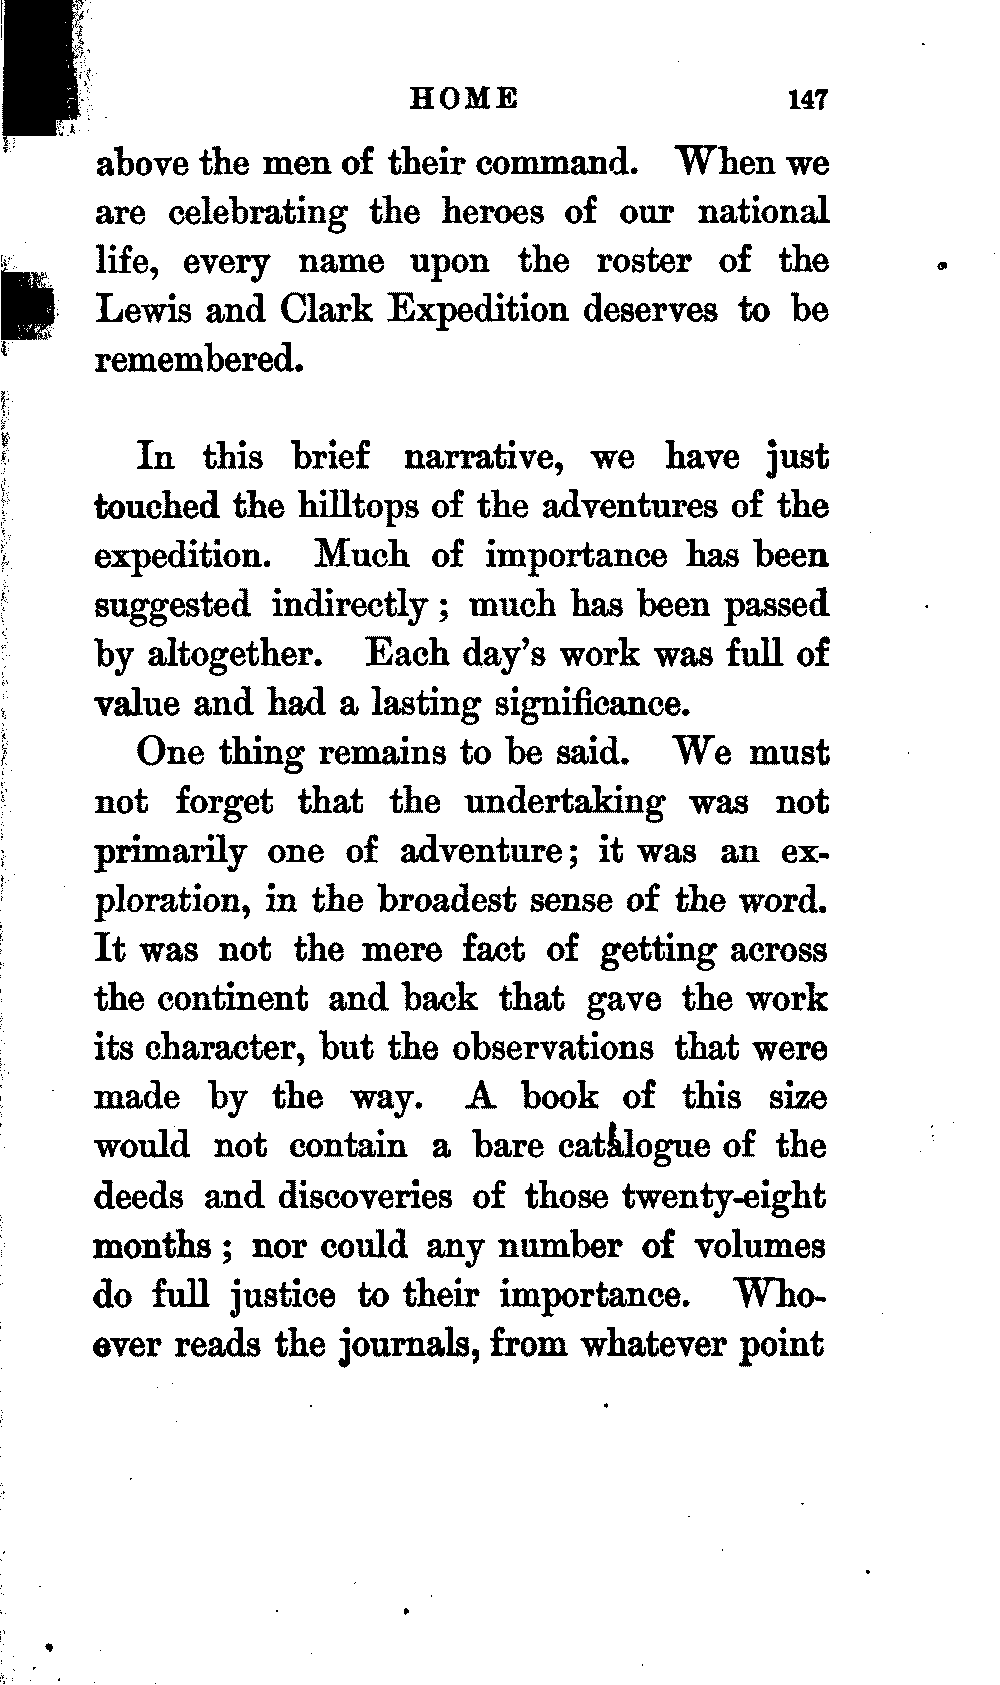 HOME 147
above the men of their command. When we
are celebrating the heroes of our national
life, every name upon the roster of the
Lewis and Clark Expedition deserves to be
remembered.
In this brief narrative, we have just
touched the hilltops of the adventures of the
expedition. Much of importance has been
suggested indirectly; much has been passed
by altogether. Each day's work was full of
value and had a lasting significance.
One thing remains to be said. We must
not forget that the undertaking was not
primarily one of adventure; it was an ex-
ploration, in the broadest sense of the word.
It was not the mere fact of getting across
the continent and back that gave the work
its character, but the observations that were
made by the way. A book of this size
would not contain a bare catalogue of the
deeds and discoveries of those twenty-eight
months; nor could any number of volumes
do full justice to their importance. Who-
ever reads the journals, from whatever point